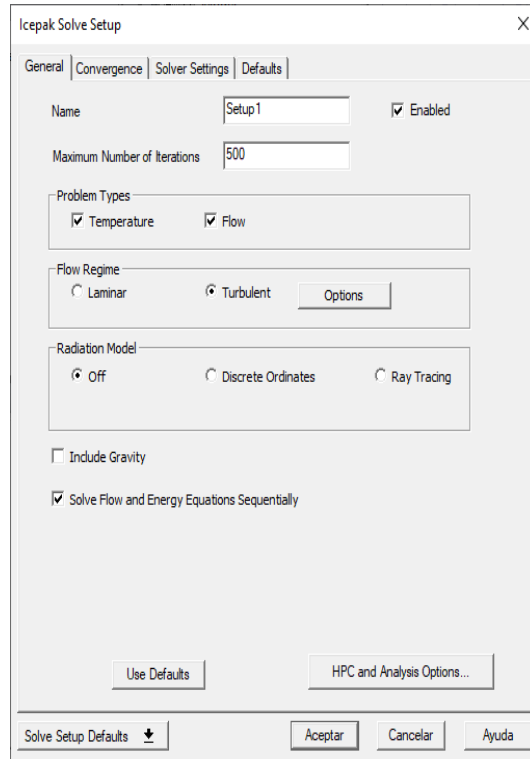 Icepak Solve Setup X
General Convergence Solver Settings Defaults
Name Setup1 Enabled
Maximum Number of Iterations 500
Problem Types
Temperature Flow
Flow Regime
Laminar Turbulent Options
Radiation Model
Off Discrete Ordinates Ray Tracing
Include Gravity
Solve Flow and Energy Equations Sequentially
Use Defaults HPC and Analysis Options...
Solve Setup Defaults Aceptar Cancelar Ayuda